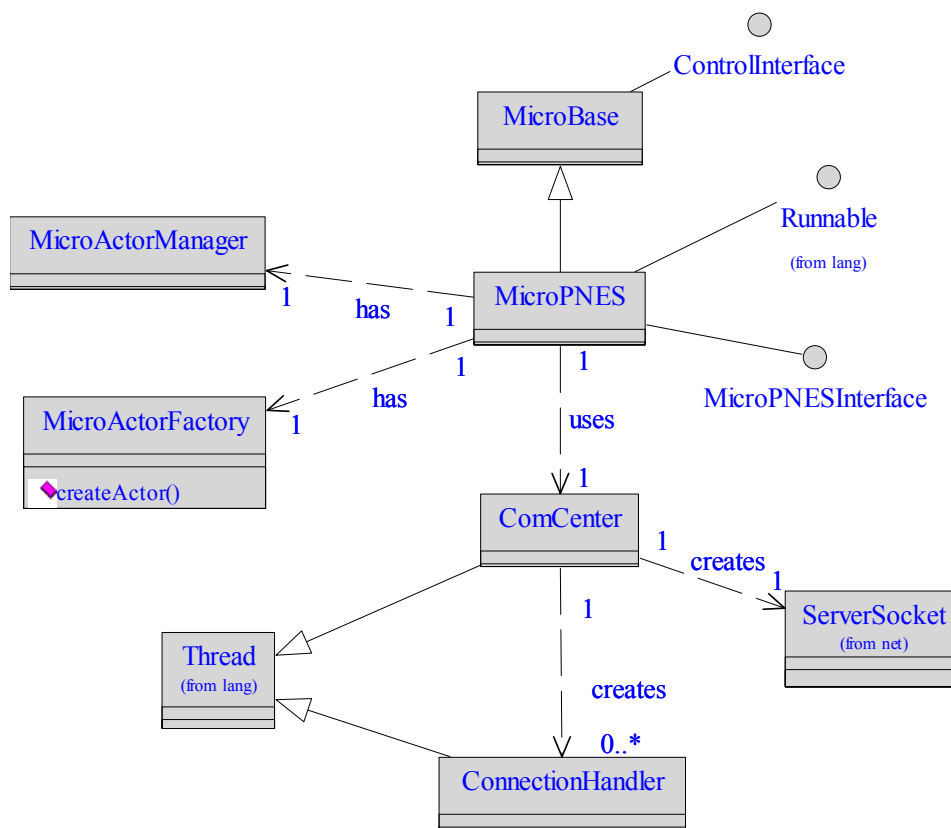 ControlInterface
MicroBase
Runnable
(from lang)
MicroActorManager
MicroPNES
1
has
1
1
has
1
1
MicroPNESInterface
MicroActorFactory
createActor()
uses
1
ComCenter
1
creates
1
1
ServerSocket
(from net)
Thread
(from lang)
creates
0..*
ConnectionHandler